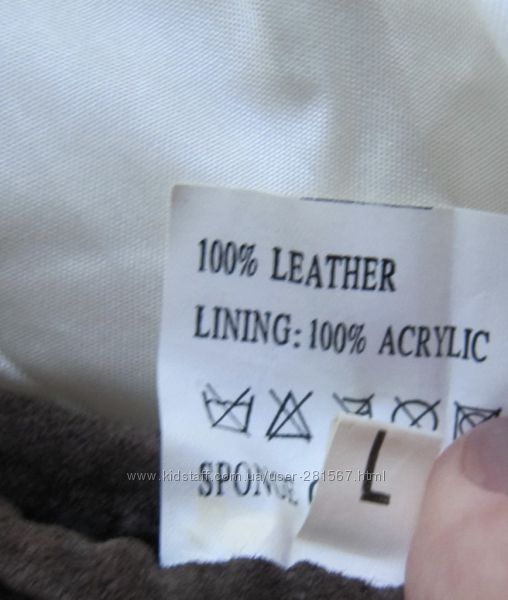 100% LEATHER
LINING: 100% ACRYLIC
www.kidstaff.com.ua/user-281567.html
SPONGE
L